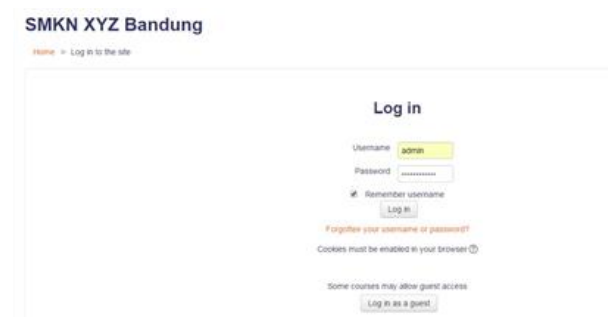 SMKN XYZ Bandung
Home » Log in to the site
Log in
Username admin
Password ············
Remember username
Log in
Forgotten your username or password?
Cookies must be enabled in your browser
Some courses may allow guest access
Log in as a guest